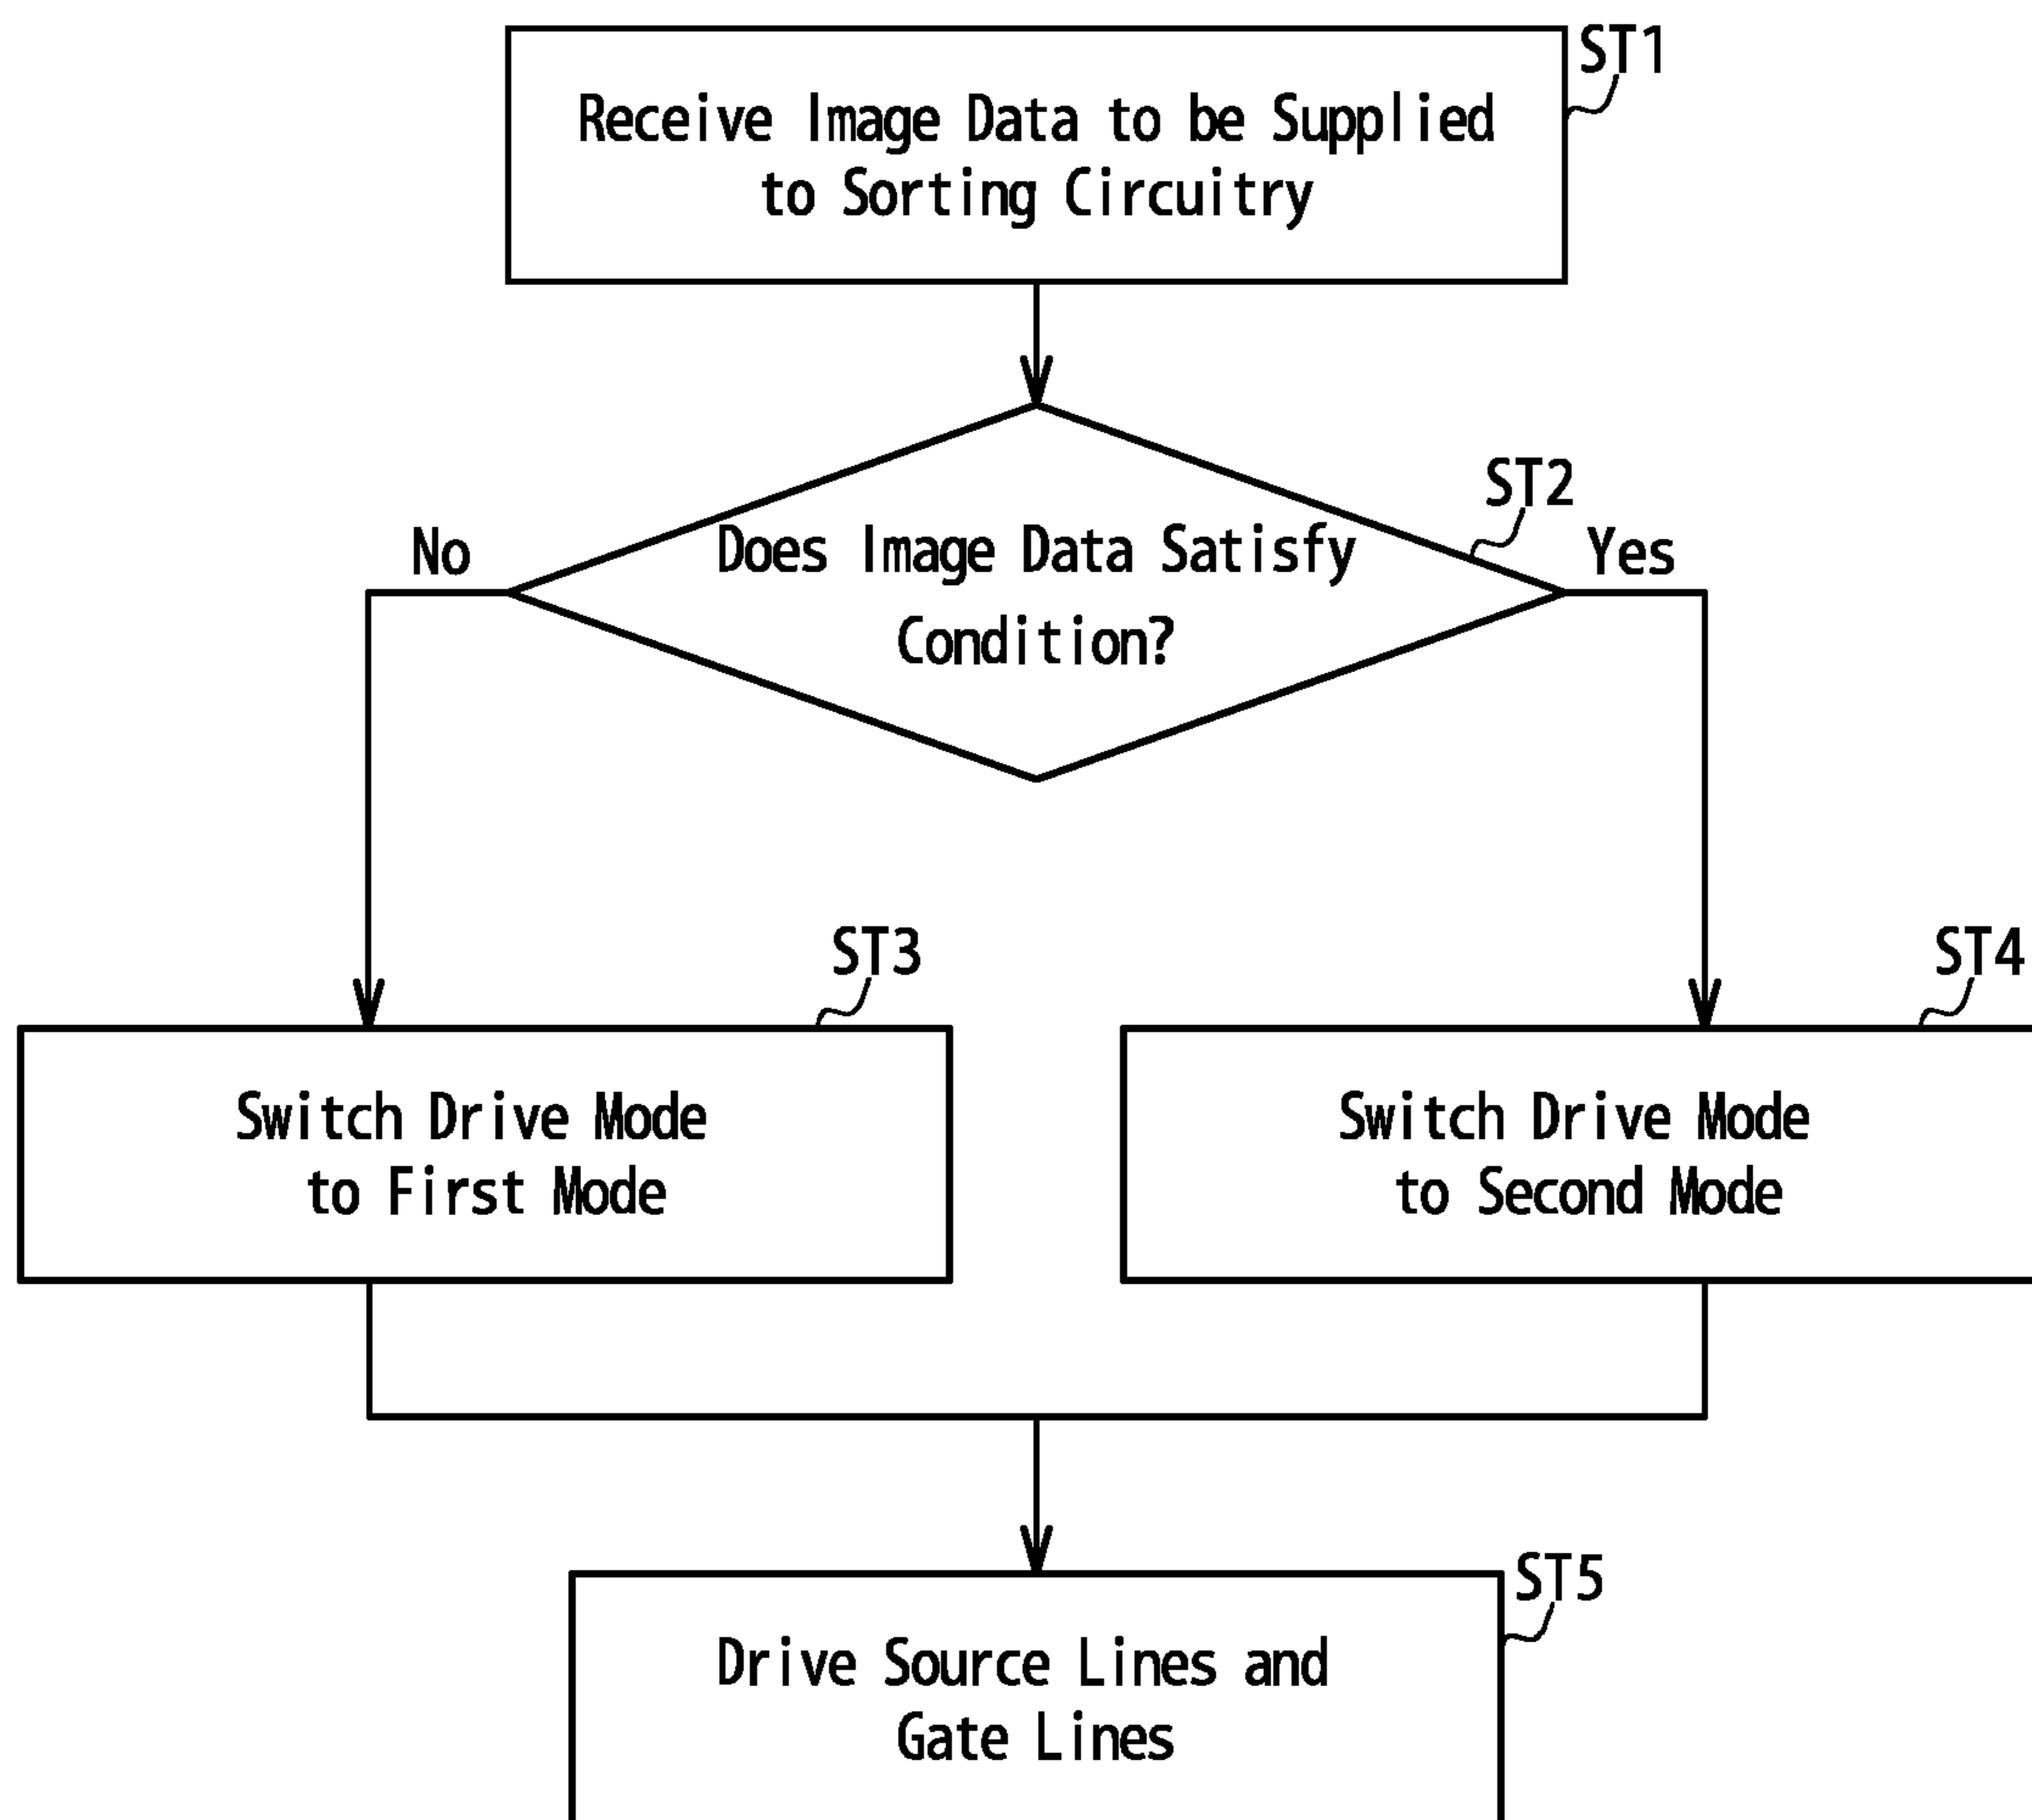 ST1
Receive Image Data to be Supplied
to Sorting Circuitry
ST2
No
Does Image Data Satisfy
Yes
Condition?
ST3
ST4
Switch Drive Mode
to First Mode
Switch Drive Mode
to Second Mode
ST5
Drive Source Lines and
Gate Lines